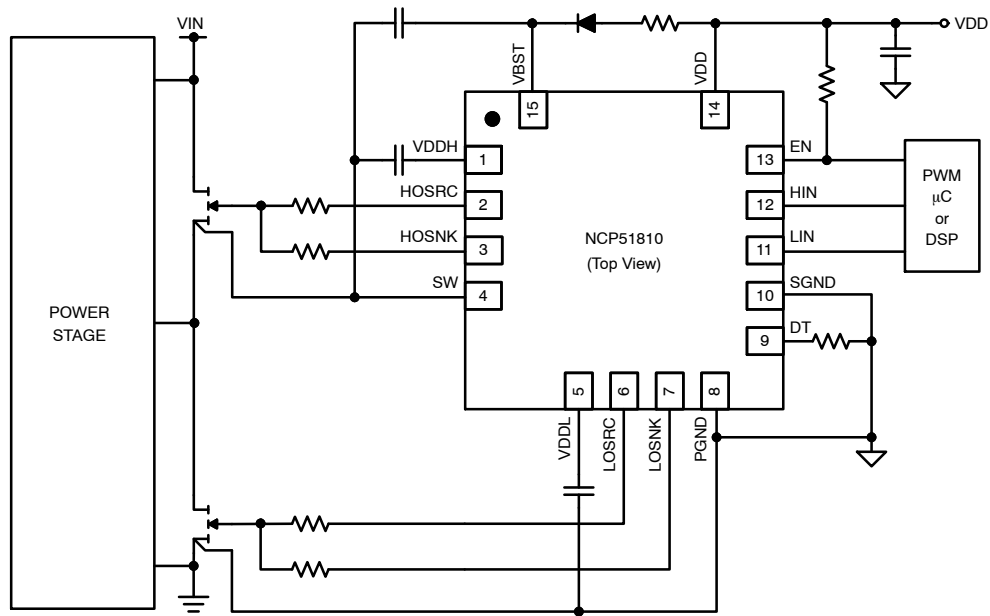 VIN
VDD
VBST
VDD
15
14
VDDH
1
EN
13
HOSRC
2
HIN
12
HOSNK
3
LIN
11
SW
4
SGND
10
DT
9
NCP51810
(Top View)
PWM
μC
or
DSP
POWER
STAGE
5
6
7
8
VDDL
LOSRC
LOSNK
PGND